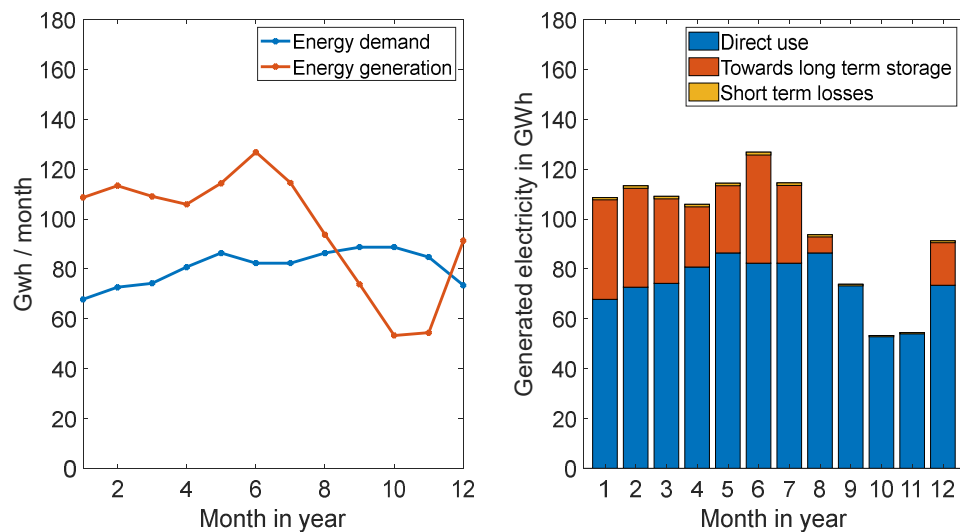 180
160
140
120
100
80
60
40
20
0
Gwh / month
Energy demand
Energy generation
2 4 6 8 10 12
Month in year
180
160
140
120
100
80
60
40
20
0
Generated electricity in GWh
Direct use
Towards long term storage
Short term losses
1 2 3 4 5 6 7 8 9 10 11 12
Month in year